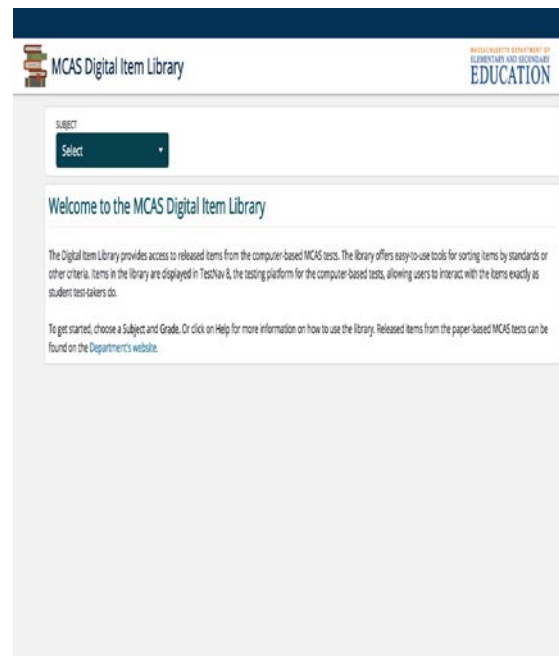 MCAS Digital Item Library
MASSACHUSETTS DEPARTMENT OF
ELEMENTARY AND SECONDARY
EDUCATION
SUBJECT
Select
Welcome to the MCAS Digital Item Library
The Digital Item Library provides access to released items from the computer-based MCAS tests. The library offers easy-to-use tools for sorting items by standards or
other criteria. Items in the library are displayed in TestNav 8, the testing platform for the computer-based tests, allowing users to interact with the items exactly as
student test-takers do.
To get started, choose a Subject and Grade. Or click on Help for more information on how to use the library. Released items from the paper-based MCAS tests can be
found on the Department's website.